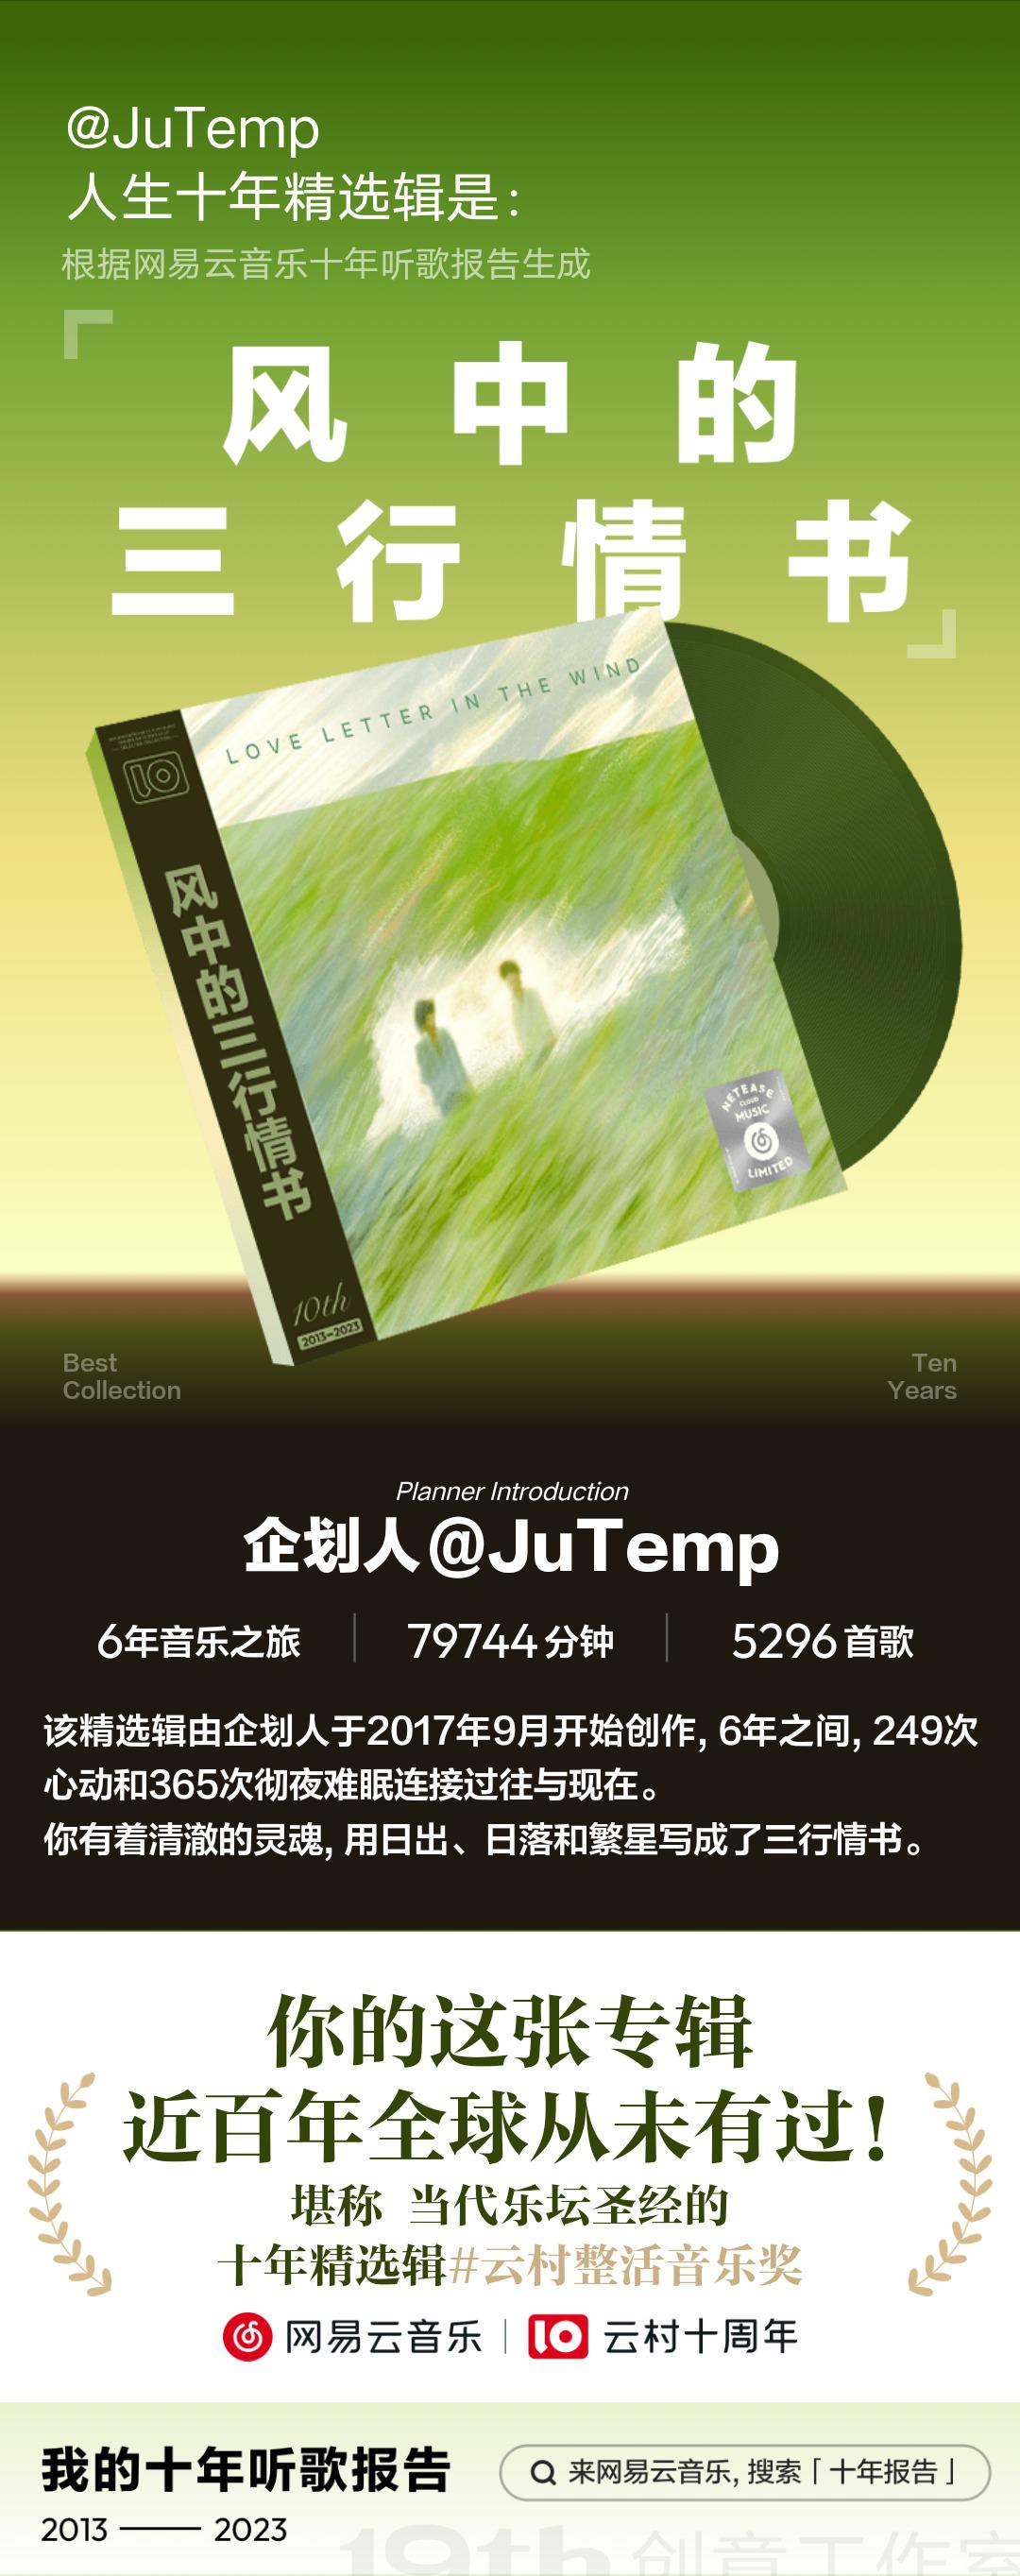 @JuTemp
人生十年精选辑是：
根据网易云音乐十年听歌报告生成
风中的
三行情书
LOVE LETTER IN THE WIND
10
风中的三行情书
10th
2013-2023
NETEASE
CLOUD
MUSIC
LIMITED
Best
Collection
Ten
Years
Planner Introduction
企划人@JuTemp
6年音乐之旅
79744分钟
5296首歌
该精选辑由企划人于2017年9月开始创作，6年之间，249次
心动和365次彻夜难眠连接过往与现在。
你有着清澈的灵魂，用日出、日落和繁星写成了三行情书。
你的这张专辑
近百年全球从未有过！
堪称 当代乐坛圣经的
十年精选辑#云村整活音乐奖
网易云音乐 | 10 云村十周年
我的十年听歌报告
来网易云音乐，搜索「十年报告」
2013 —— 2023
创意工作室